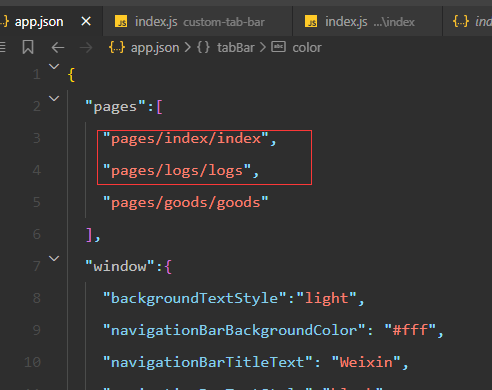 app.json
index.js custom-tab-bar
index.js ...\index
app.json > tabBar > color
1 {
2 "pages":[
3 "pages/index/index",
4 "pages/logs/logs",
5 "pages/goods/goods"
6 ],
7 "window":{
8 "backgroundTextStyle":"light",
9 "navigationBarBackgroundColor": "#fff",
10 "navigationBarTitleText": "Weixin",